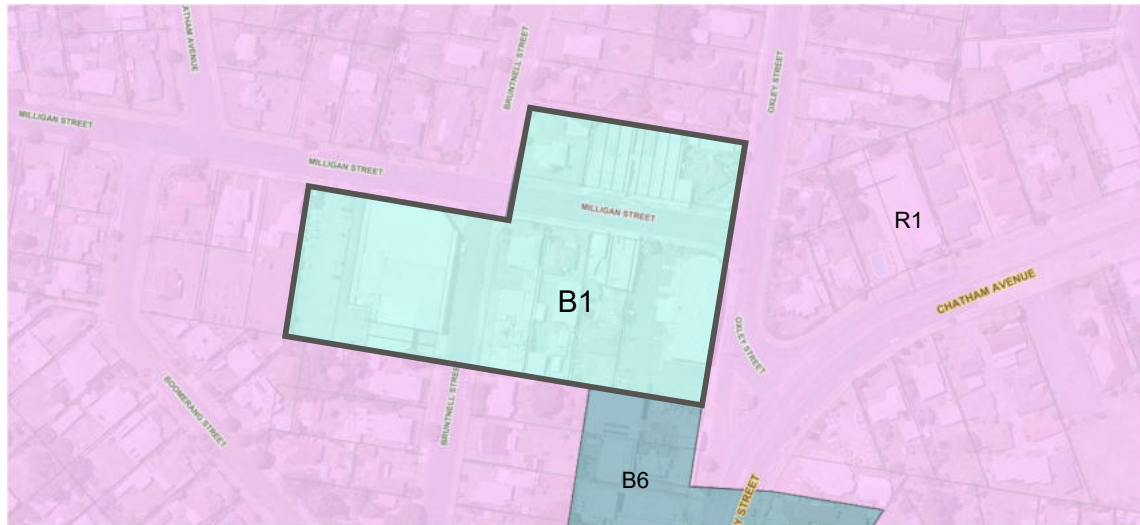 CHATHAM AVENUE
BRUNTNELL STREET
OXLEY STREET
MILLIGAN STREET
MILLIGAN STREET
MILLIGAN STREET
R1
CHATHAM AVENUE
B1
OXLEY STREET
BOOMERANG STREET
BRUNTNELL STREET
B6
STREET